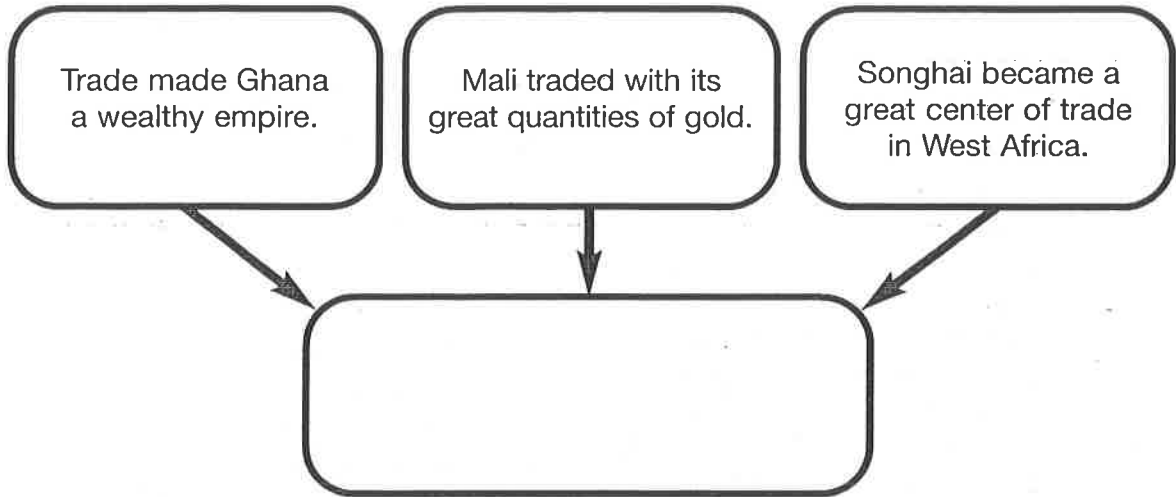 Trade made Ghana
a wealthy empire.
Mali traded with its
great quantities of gold.
Songhai became a
great center of trade
in West Africa.